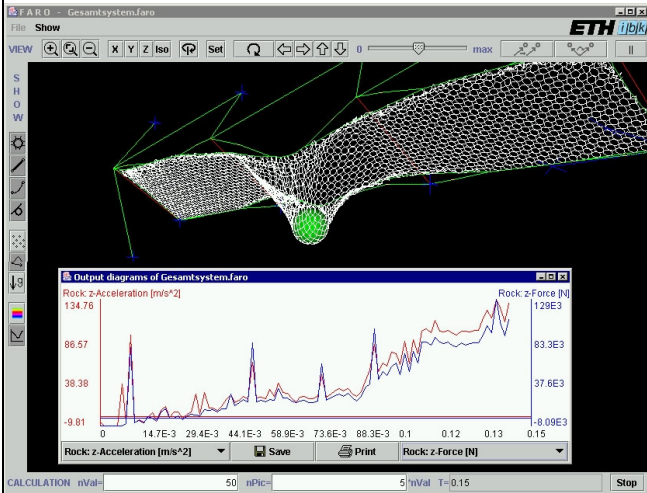 FARO - Gesamtsystem.faro
File Show
ETH i|b|k|
VIEW X Y Z Iso Set 0 max ||
S
H
O
W
g
Output diagrams of Gesamtsystem.faro
Rock: z-Acceleration [m/s^2] Rock: z-Force [N]
134.76 129E3
86.57 83.3E3
38.38 37.6E3
-9.81 -8.09E3
0 14.7E-3 29.4E-3 44.1E-3 58.9E-3 73.6E-3 88.3E-3 0.1 0.12 0.13 0.15
Rock: z-Acceleration [m/s^2] Save Print Rock: z-Force [N]
CALCULATION nVal= 50 nPic= 5 *nVal T= 0.15 Stop